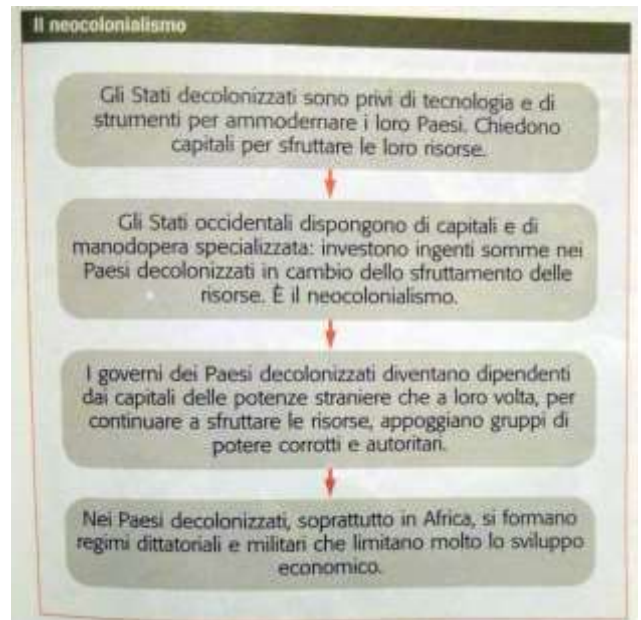 Il neocolonialismo
Gli Stati decolonizzati sono privi di tecnologia e di
strumenti per ammodernare i loro Paesi. Chiedono
capitali per sfruttare le loro risorse.
Gli Stati occidentali dispongono di capitali e di
manodopera specializzata: investono ingenti somme nei
Paesi decolonizzati in cambio dello sfruttamento delle
risorse. È il neocolonialismo.
I governi dei Paesi decolonizzati diventano dipendenti
dai capitali delle potenze straniere che a loro volta, per
continuare a sfruttare le risorse, appoggiano gruppi di
potere corrotti e autoritari.
Nei Paesi decolonizzati, soprattutto in Africa, si formano
regimi dittatoriali e militari che limitano molto lo sviluppo
economico.